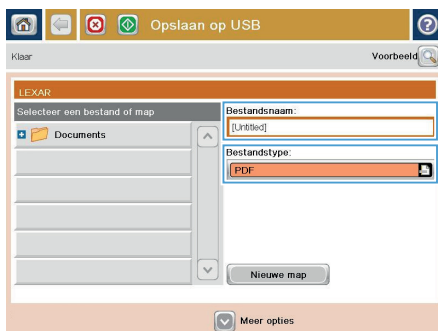 Opslaan op USB
Klaar
Voorbeeld
LEXAR
Selecteer een bestand of map
Bestandsnaam:
[Untitled]
Documents
Bestandstype:
PDF
Nieuwe map
Meer opties